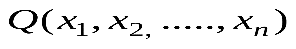 Q(x₁, x₂, ....., xₙ)